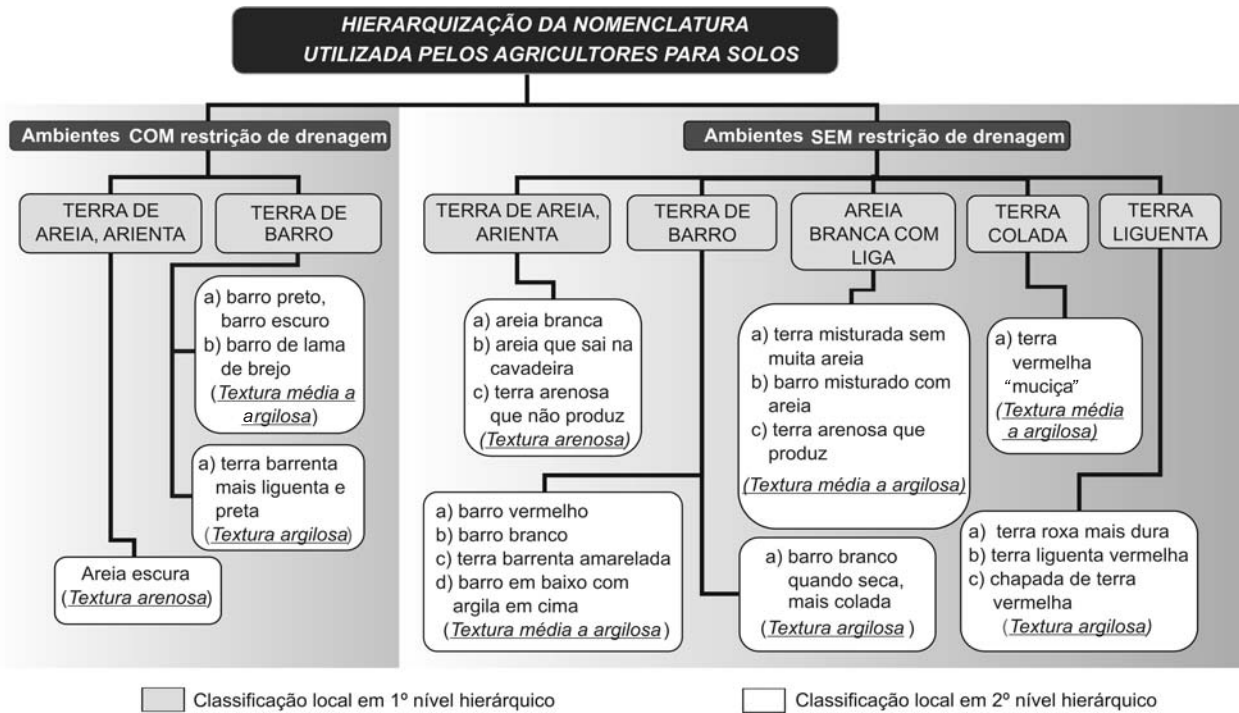 HIERARQUIZAÇÃO DA NOMENCLATURA
UTILIZADA PELOS AGRICULTORES PARA SOLOS
Ambientes COM restrição de drenagem
TERRA DE
AREIA, ARIENTA
TERRA DE
BARRO
a) barro preto,
barro escuro
b) barro de lama
de brejo
(Textura média a
argilosa)
a) terra barrenta
mais liguenta e
preta
(Textura argilosa)
Areia escura
(Textura arenosa)
Ambientes SEM restrição de drenagem
TERRA DE AREIA,
ARIENTA
TERRA DE
BARRO
AREIA
BRANCA COM
LIGA
TERRA
COLADA
TERRA
LIGUENTA
a) areia branca
b) areia que sai na
cavadeira
c) terra arenosa
que não produz
(Textura arenosa)
a) terra misturada sem
muita areia
b) barro misturado com
areia
c) terra arenosa que
produz
(Textura média a argilosa)
a) terra
vermelha
“muciça”
(Textura média
a argilosa)
a) barro vermelho
b) barro branco
c) terra barrenta amarelada
d) barro em baixo com
argila em cima
(Textura média a argilosa)
a) barro branco
quando seca,
mais colada
(Textura argilosa )
a) terra roxa mais dura
b) terra liguenta vermelha
c) chapada de terra
vermelha
(Textura argilosa)
Classificação local em 1º nível hierárquico
Classificação local em 2º nível hierárquico